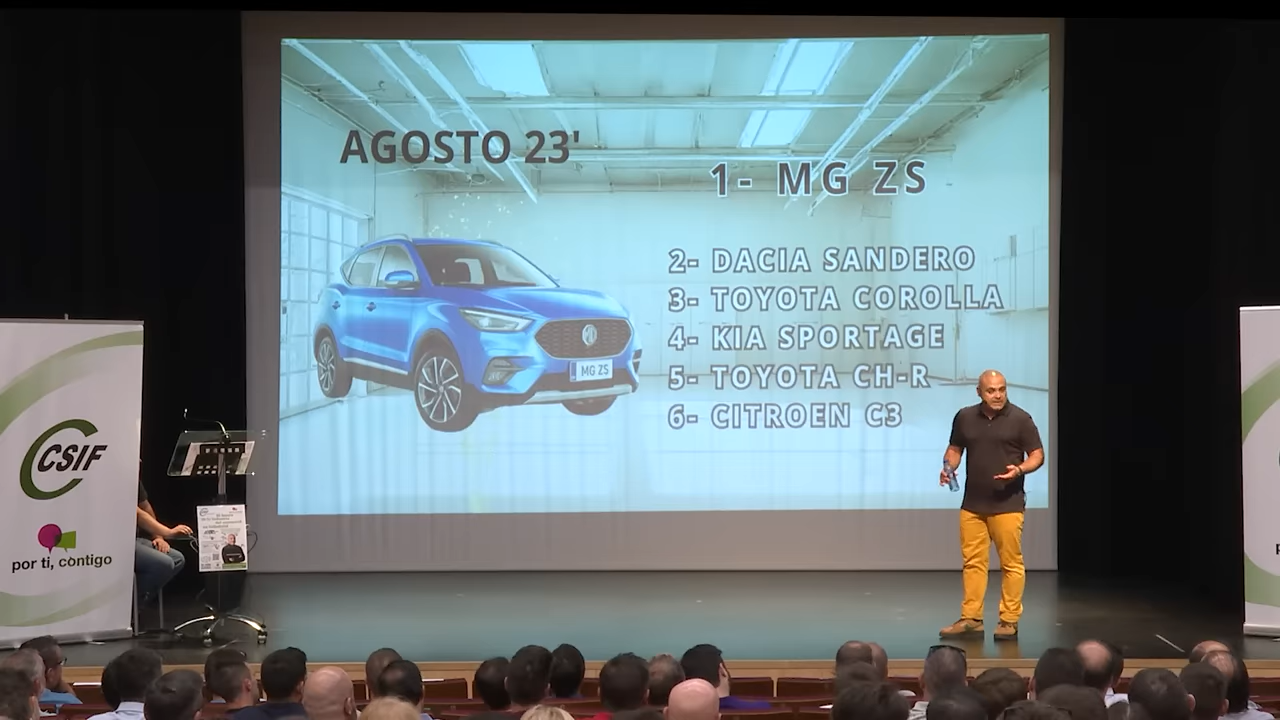 AGOSTO 23'
1- MG ZS
2- DACIA SANDERO
3- TOYOTA COROLLA
4- KIA SPORTAGE
5- TOYOTA CH-R
6- CITROEN C3
MG ZS
CSIF
por ti, contigo